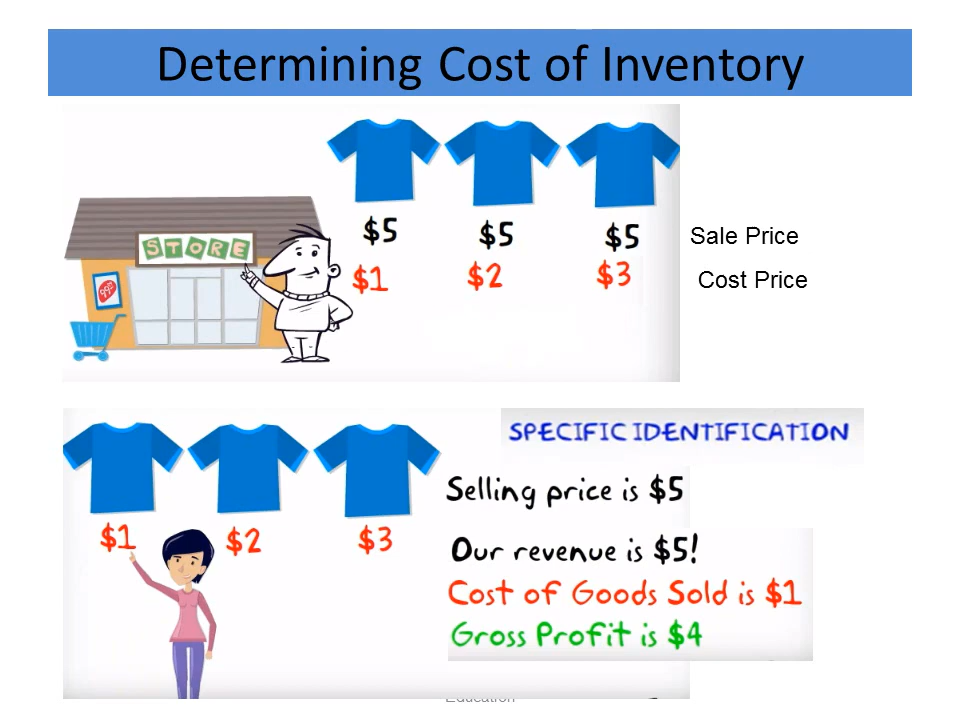 Determining Cost of Inventory
STORE
99¢
$5 $5 $5 Sale Price
$1 $2 $3 Cost Price
SPECIFIC IDENTIFICATION
Selling price is $5
$1 $2 $3
Our revenue is $5!
Cost of Goods Sold is $1
Gross Profit is $4
Education